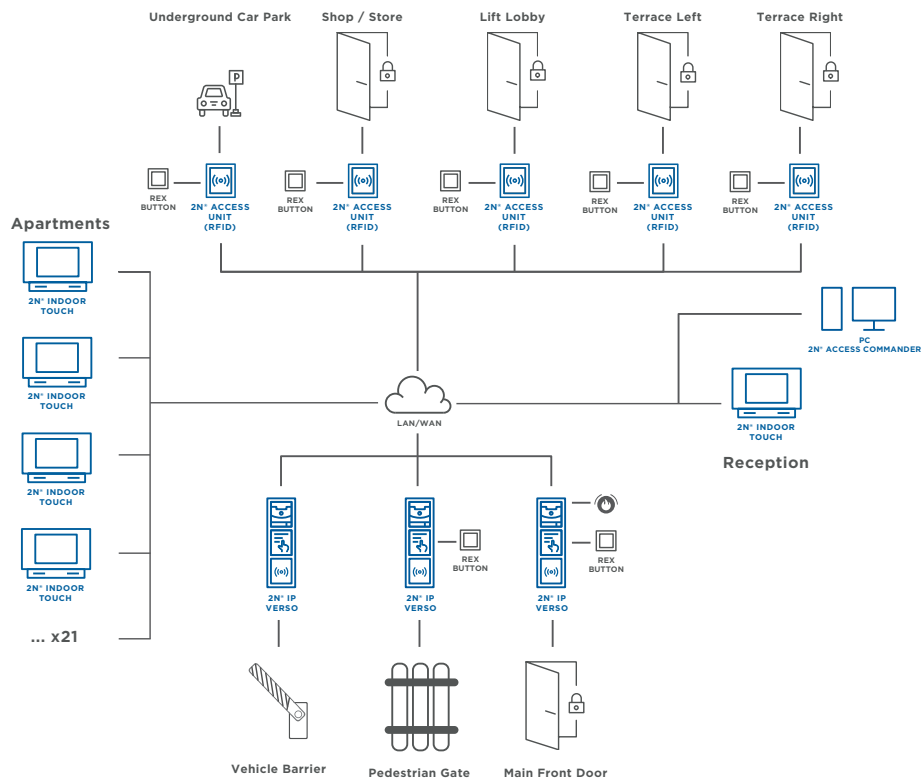 Underground Car Park
Shop / Store
Lift Lobby
Terrace Left
Terrace Right
P
REX
BUTTON
2N® ACCESS
UNIT
(RFID)
REX
BUTTON
2N® ACCESS
UNIT
(RFID)
REX
BUTTON
2N® ACCESS
UNIT
(RFID)
REX
BUTTON
2N® ACCESS
UNIT
(RFID)
REX
BUTTON
2N® ACCESS
UNIT
(RFID)
Apartments
2N® INDOOR
TOUCH
2N® INDOOR
TOUCH
2N® INDOOR
TOUCH
2N® INDOOR
TOUCH
... x21
LAN/WAN
PC
2N® ACCESS COMMANDER
2N® INDOOR
TOUCH
Reception
2N® IP
VERSO
REX
BUTTON
2N® IP
VERSO
REX
BUTTON
2N® IP
VERSO
Vehicle Barrier
Pedestrian Gate
Main Front Door